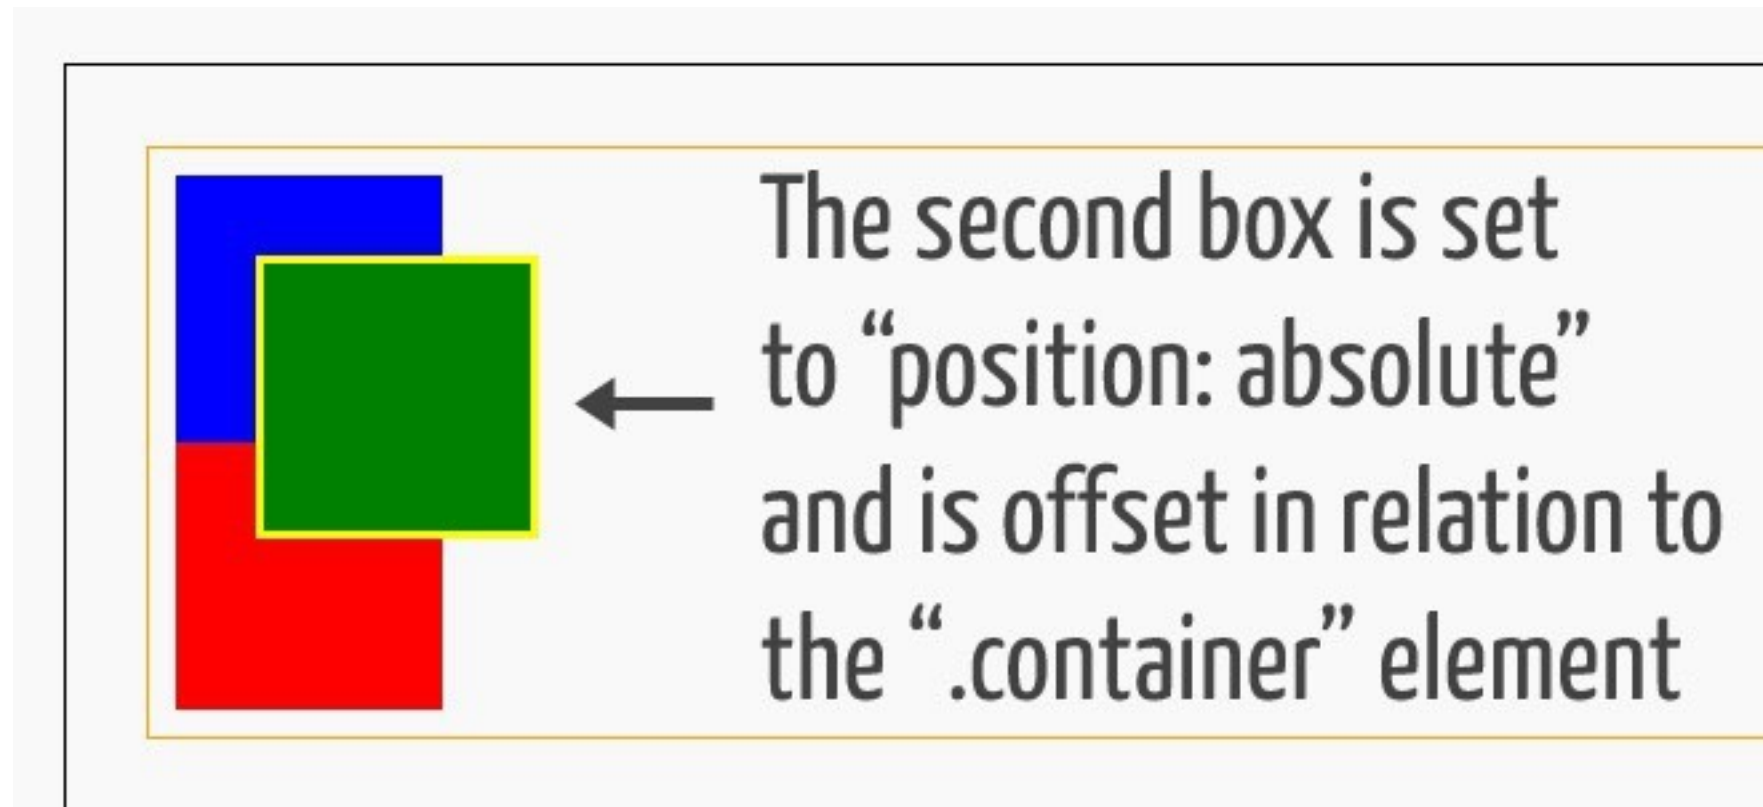 The second box is set
to “position: absolute”
and is offset in relation to
the “.container” element